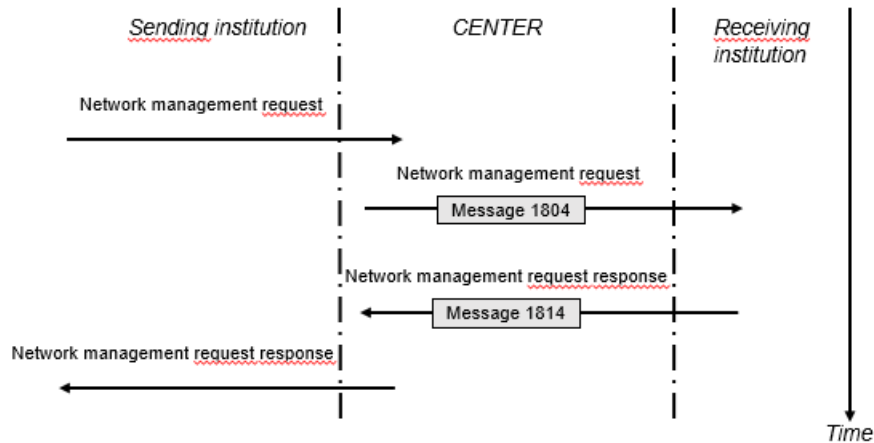 Sending institution
CENTER
Receiving
institution
Network management request
Network management request
Message 1804
Network management request response
Message 1814
Network management request response
Time